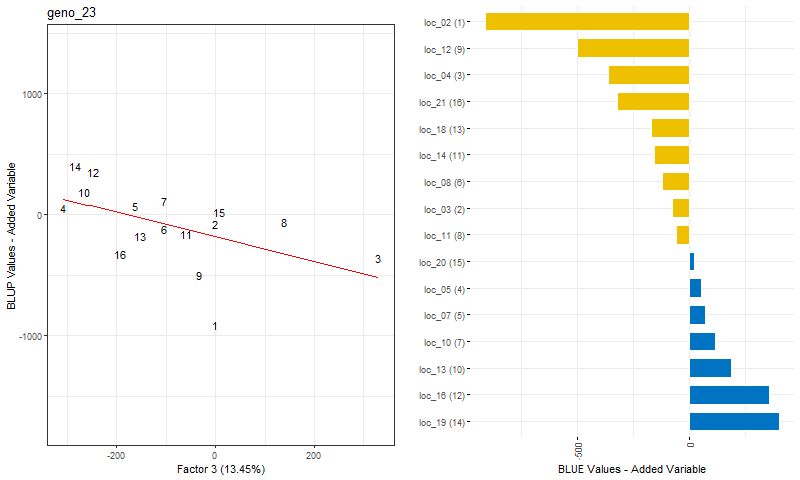 geno_23
BLUP Values - Added Variable
1000
0
-1000
14
12
10
4
5
7
15
13
6
16
2
8
12
9
3
1
-200
0
200
Factor 3 (13.45%)
loc_02 (1)
loc_12 (9)
loc_04 (3)
loc_21 (16)
loc_18 (13)
loc_14 (11)
loc_08 (6)
loc_03 (2)
loc_11 (8)
loc_20 (15)
loc_05 (4)
loc_07 (5)
loc_10 (7)
loc_13 (10)
loc_16 (12)
loc_19 (14)
-500
0
BLUE Values - Added Variable